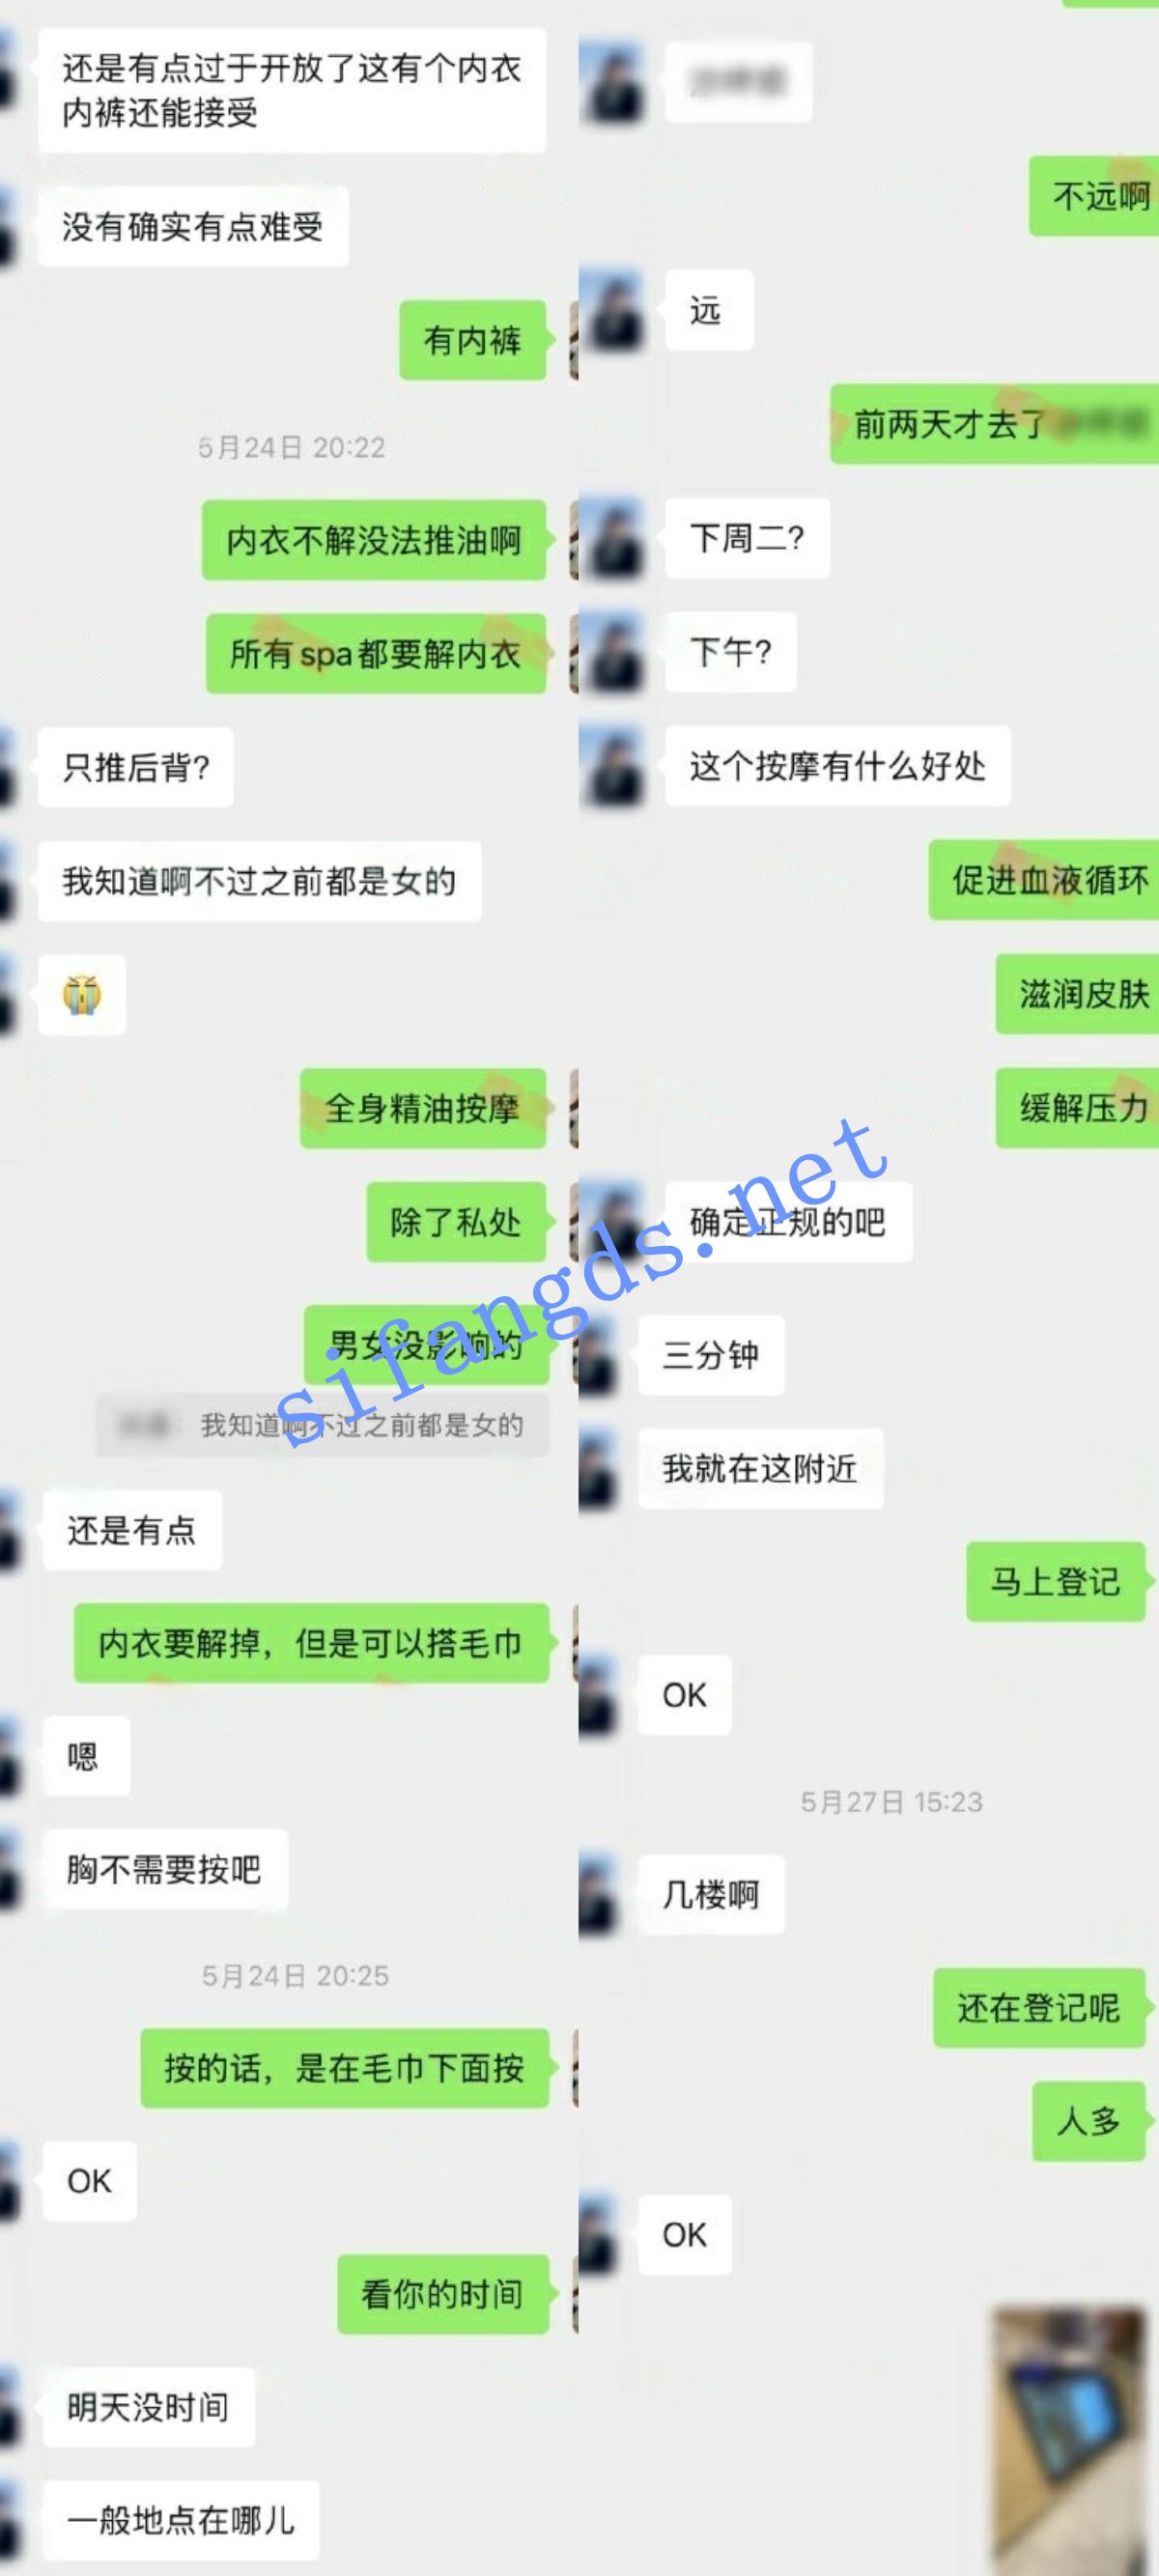 还是有点过于开放了这有个内衣
内裤还能接受
没有确实有点难受
有内裤
5月24日 20:22
内衣不解没法推油啊
所有spa都要解内衣
只推后背?
我知道啊不过之前都是女的
😭
全身精油按摩
除了私处
男女没影响的
我知道啊不过之前都是女的
还是有点
内衣要解掉，但是可以搭毛巾
嗯
胸不需要按吧
5月24日 20:25
按的话，是在毛巾下面按
OK
看你的时间
明天没时间
一般地点在哪儿
不远啊
远
前两天才去了
下周二?
下午?
这个按摩有什么好处
促进血液循环
滋润皮肤
缓解压力
确定正规的吧
三分钟
我就在这附近
马上登记
OK
5月27日 15:23
几楼啊
还在登记呢
人多
OK
sifangds.net